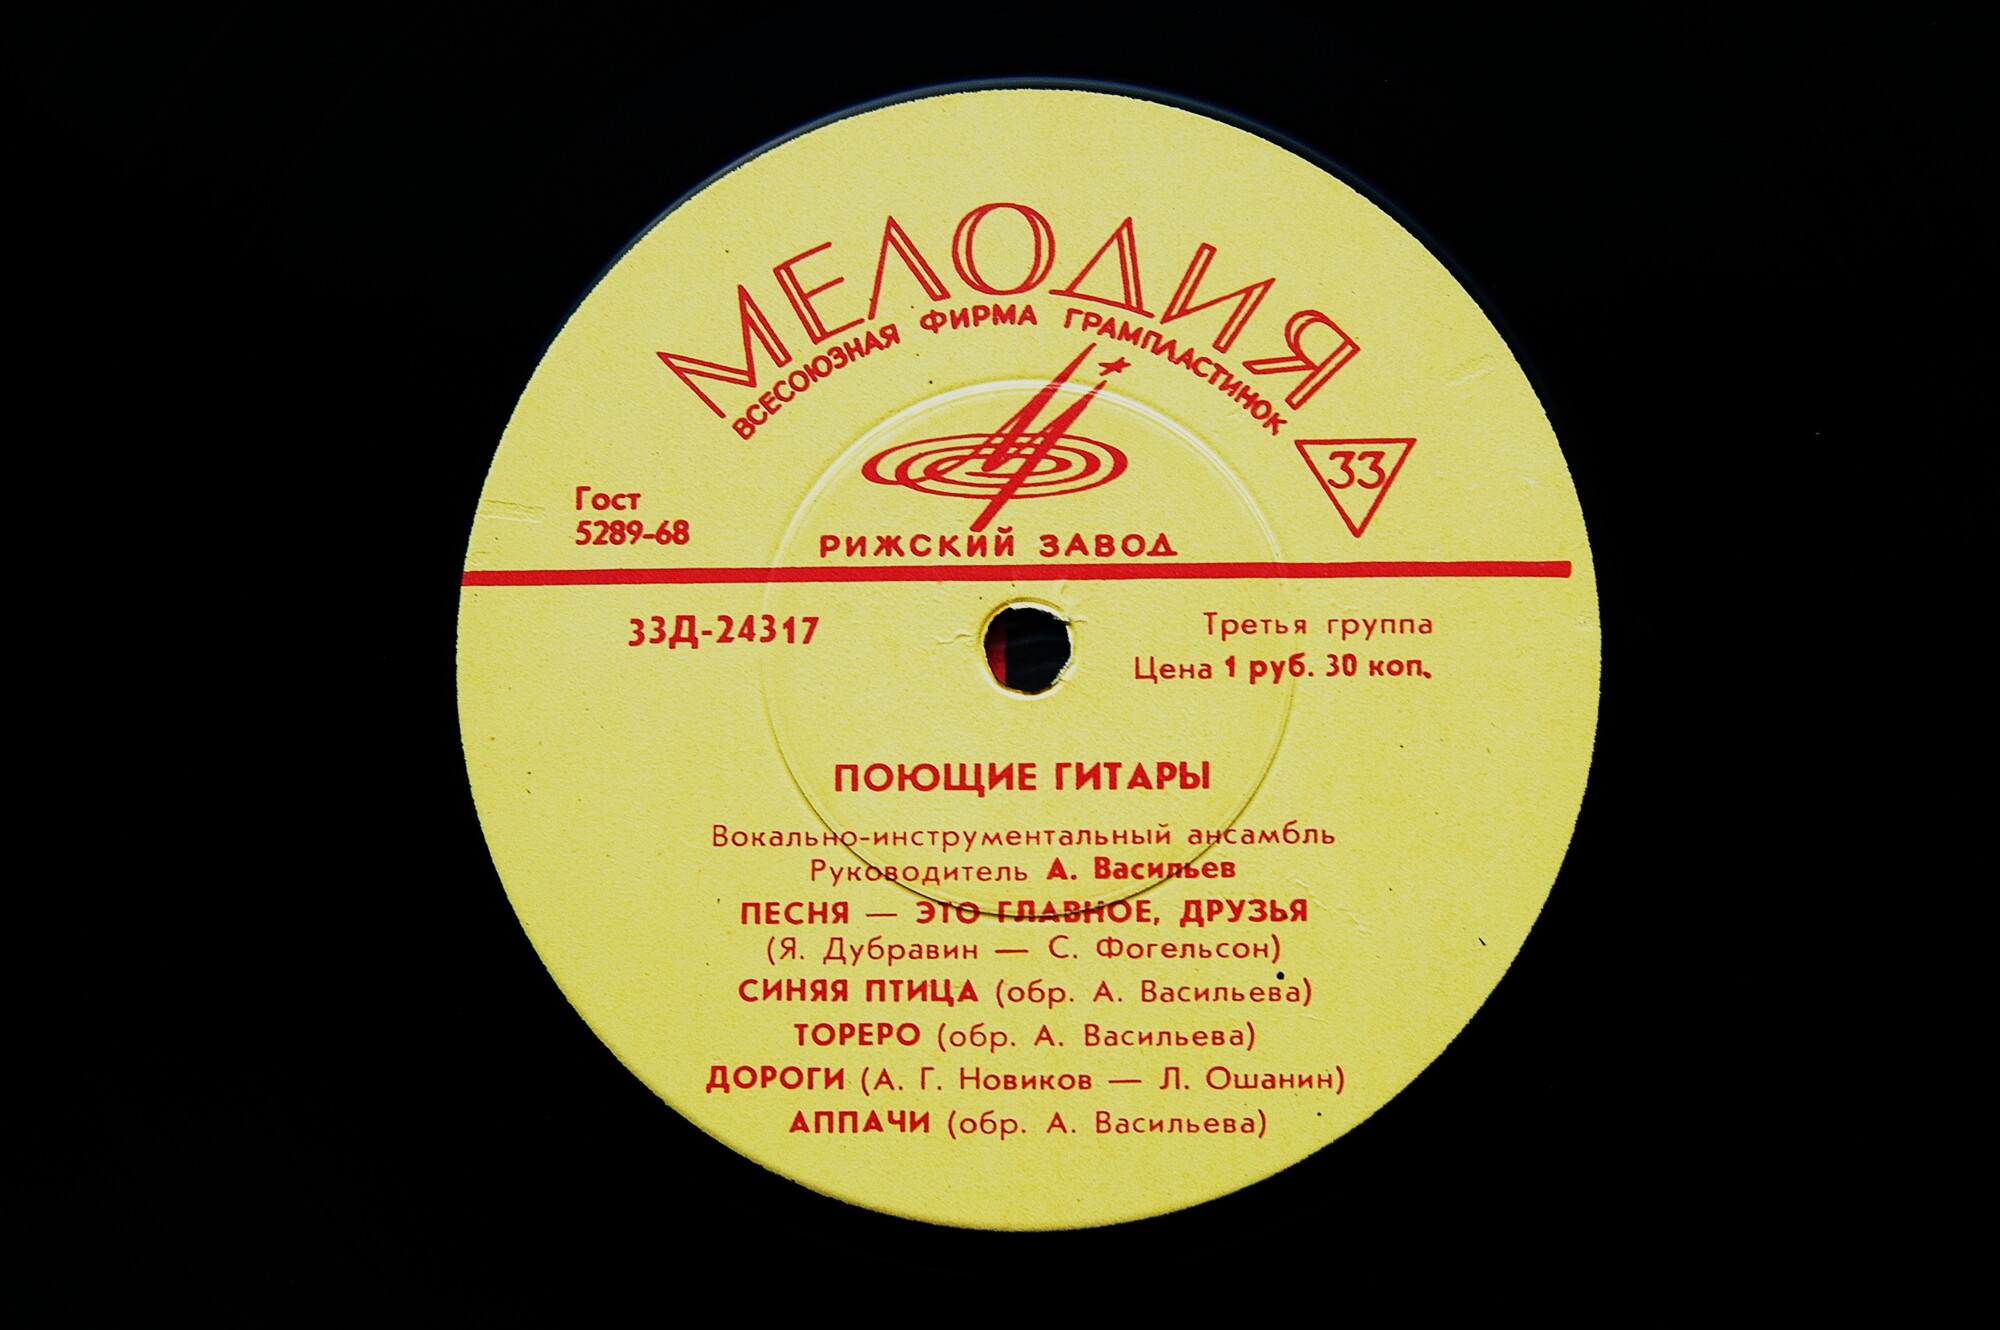 МЕЛОДИЯ
ВСЕСОЮЗНАЯ ФИРМА ГРАМПЛАСТИНОК
33
Гост
5289-68
РИЖСКИЙ ЗАВОД
33Д-24317
Третья группа
Цена 1 руб. 30 коп.
ПОЮЩИЕ ГИТАРЫ
Вокально-инструментальный ансамбль
Руководитель А. Васильев
ПЕСНЯ — ЭТО ГЛАВНОЕ, ДРУЗЬЯ
(Я. Дубравин — С. Фогельсон)
СИНЯЯ ПТИЦА (обр. А. Васильева)
ТОРЕРО (обр. А. Васильева)
ДОРОГИ (А. Г. Новиков — Л. Ошанин)
АППАЧИ (обр. А. Васильева)